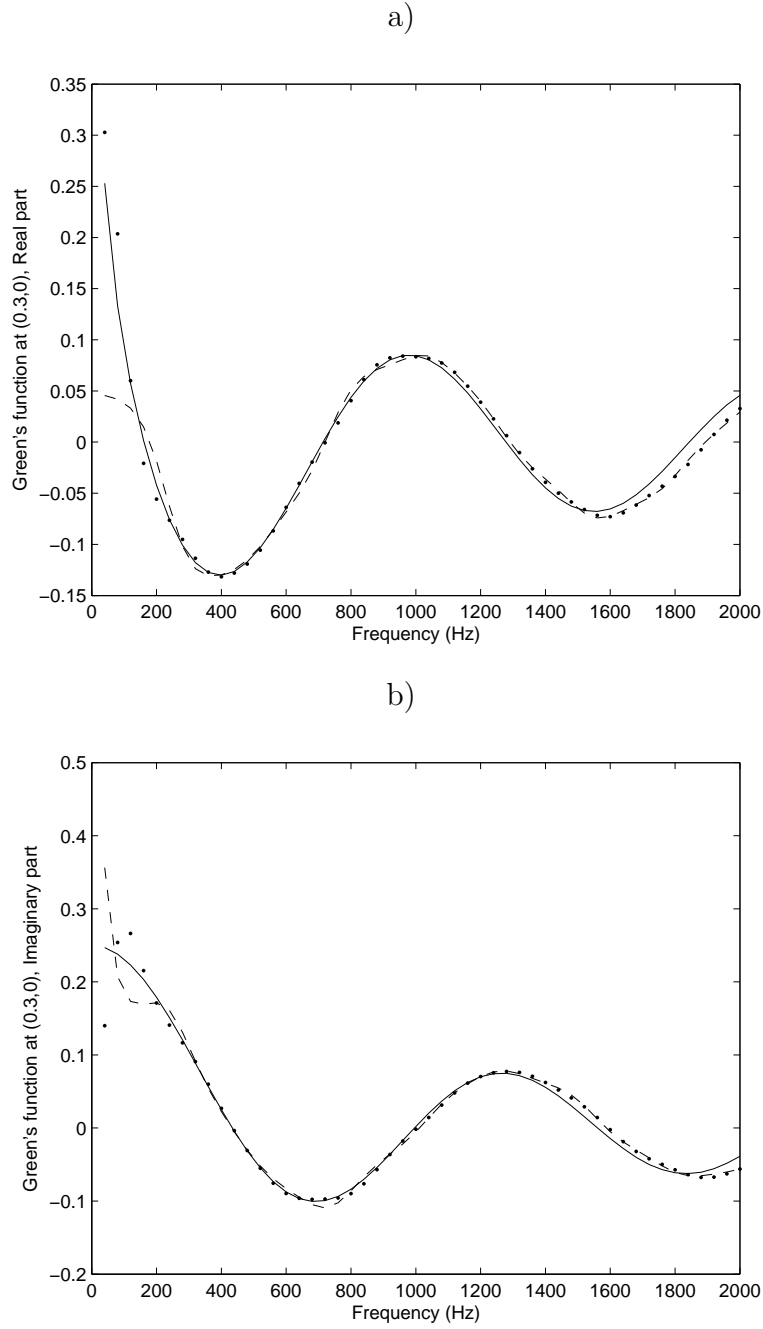 a)
0.35
0.3
0.25
0.2
0.15
0.1
0.05
0
−0.05
−0.1
−0.15
Green's function at (0.3,0), Real part
0 200 400 600 800 1000 1200 1400 1600 1800 2000
Frequency (Hz)
b)
0.5
0.4
0.3
0.2
0.1
0
−0.1
−0.2
Green's function at (0.3,0), Imaginary part
0 200 400 600 800 1000 1200 1400 1600 1800 2000
Frequency (Hz)